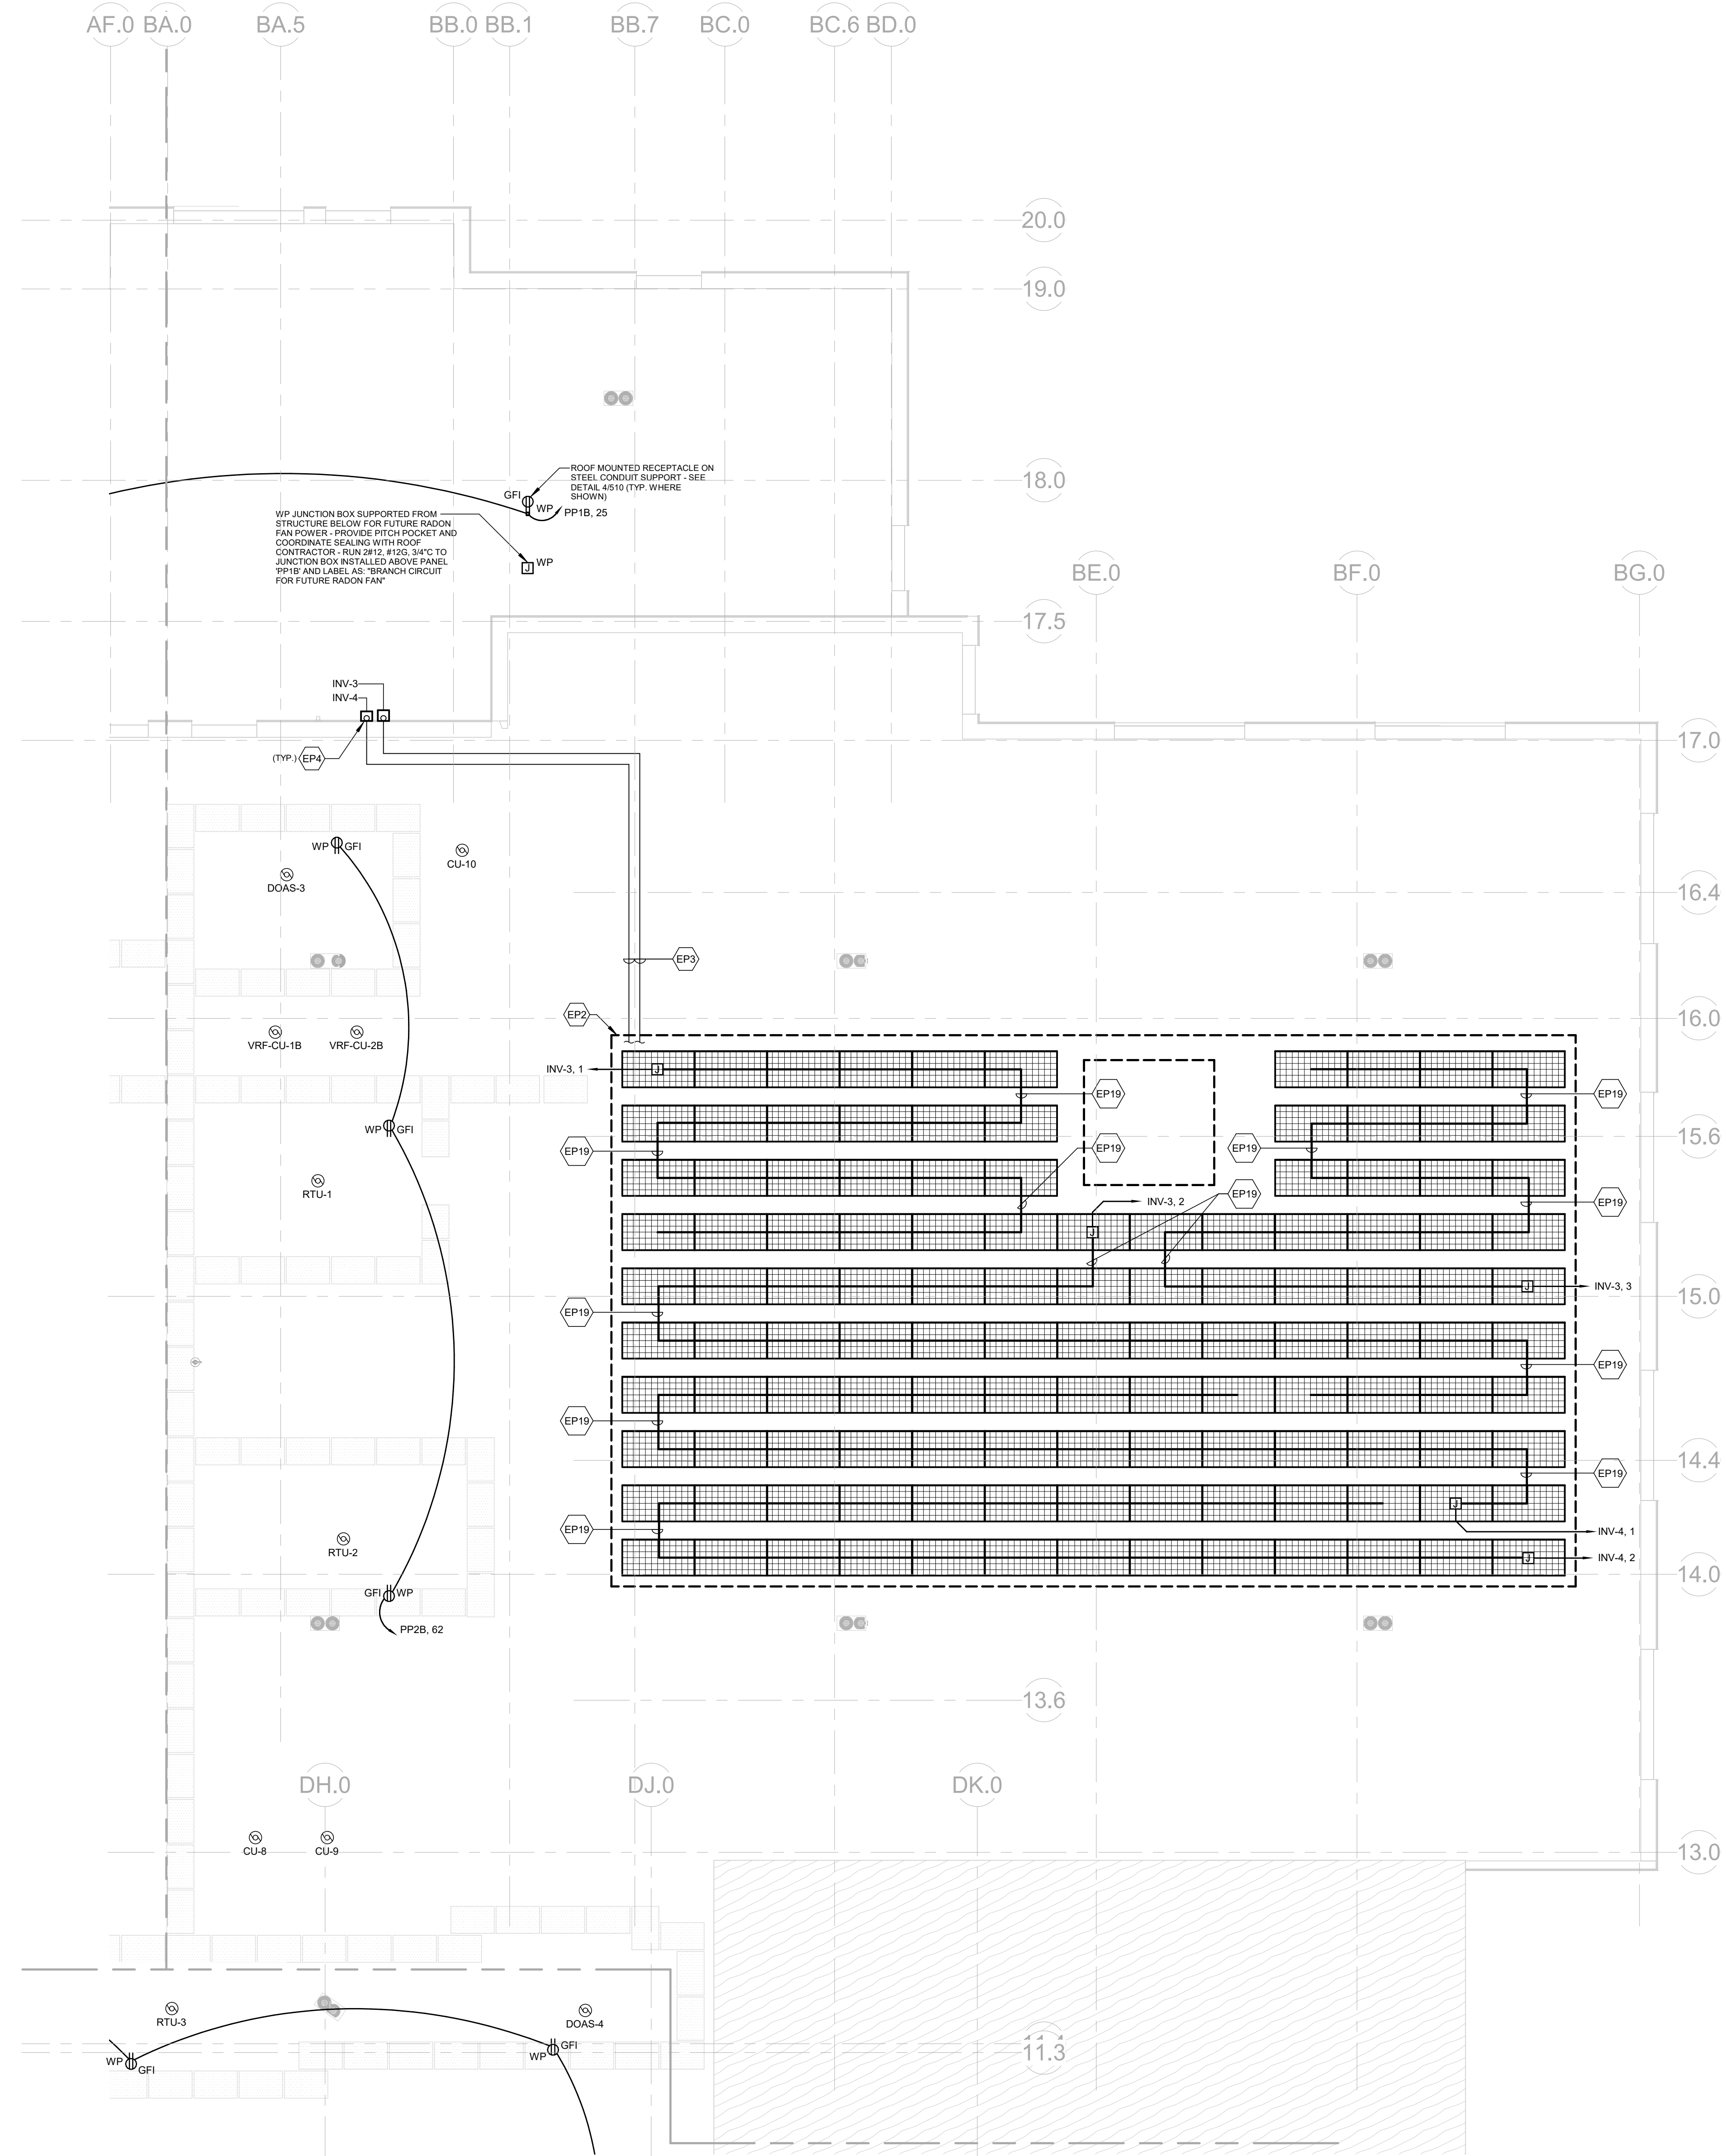 AF.0 BA.0 BA.5 BB.0 BB.1 BB.7 BC.0 BC.6 BD.0
20.0
19.0
ROOF MOUNTED RECEPTACLE ON
STEEL CONDUIT SUPPORT - SEE
DETAIL 4/510 (TYP. WHERE
SHOWN)
18.0
GFI
WP
PP1B, 25
WP JUNCTION BOX SUPPORTED FROM
STRUCTURE BELOW FOR FUTURE RADON
FAN POWER - PROVIDE PITCH POCKET AND
COORDINATE SEALING WITH ROOF
CONTRACTOR - RUN 2#12, #12G, 3/4"C TO
JUNCTION BOX INSTALLED ABOVE PANEL
'PP1B' AND LABEL AS: "BRANCH CIRCUIT
FOR FUTURE RADON FAN"
J WP
BE.0 BF.0 BG.0
17.5
INV-3
INV-4
17.0
(TYP.) EP4
WP GFI
CU-10
DOAS-3
16.4
EP3
EP2
16.0
VRF-CU-1B VRF-CU-2B
INV-3, 1
J
EP19
EP19
WP GFI
EP19
EP19
EP19
15.6
RTU-1
EP19
INV-3, 2
EP19
J
J
INV-3, 3
15.0
EP19
EP19
EP19
14.4
EP19
J
EP19
INV-4, 1
RTU-2
J
INV-4, 2
14.0
GFI WP
PP2B, 62
13.6
DH.0 DJ.0 DK.0
CU-8 CU-9
13.0
RTU-3
DOAS-4
11.1
11.3
WP
GFI
GFI
WP